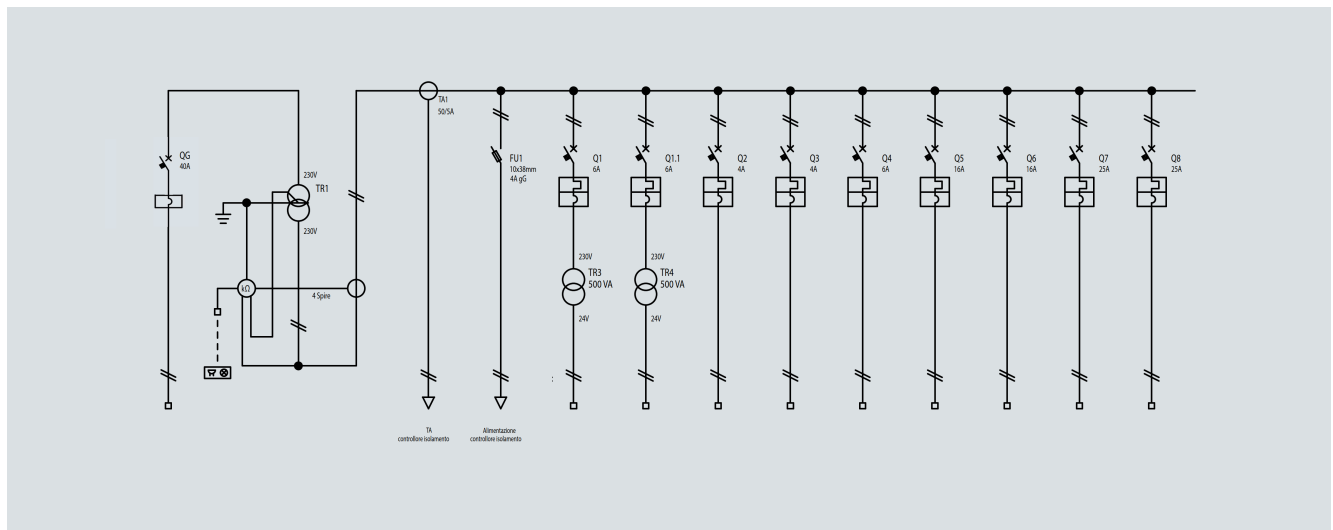 TA1
50/5A
QG
40A
230V
TR1
230V
kΩ
4 Spire
FU1
10x38mm
4A gG
Q1
6A
Q1.1
6A
Q2
4A
Q3
4A
Q4
6A
Q5
16A
Q6
16A
Q7
25A
Q8
25A
230V
TR3
500 VA
24V
230V
TR4
500 VA
24V
:
TA
controllore isolamento
Alimentazione
controllore isolamento